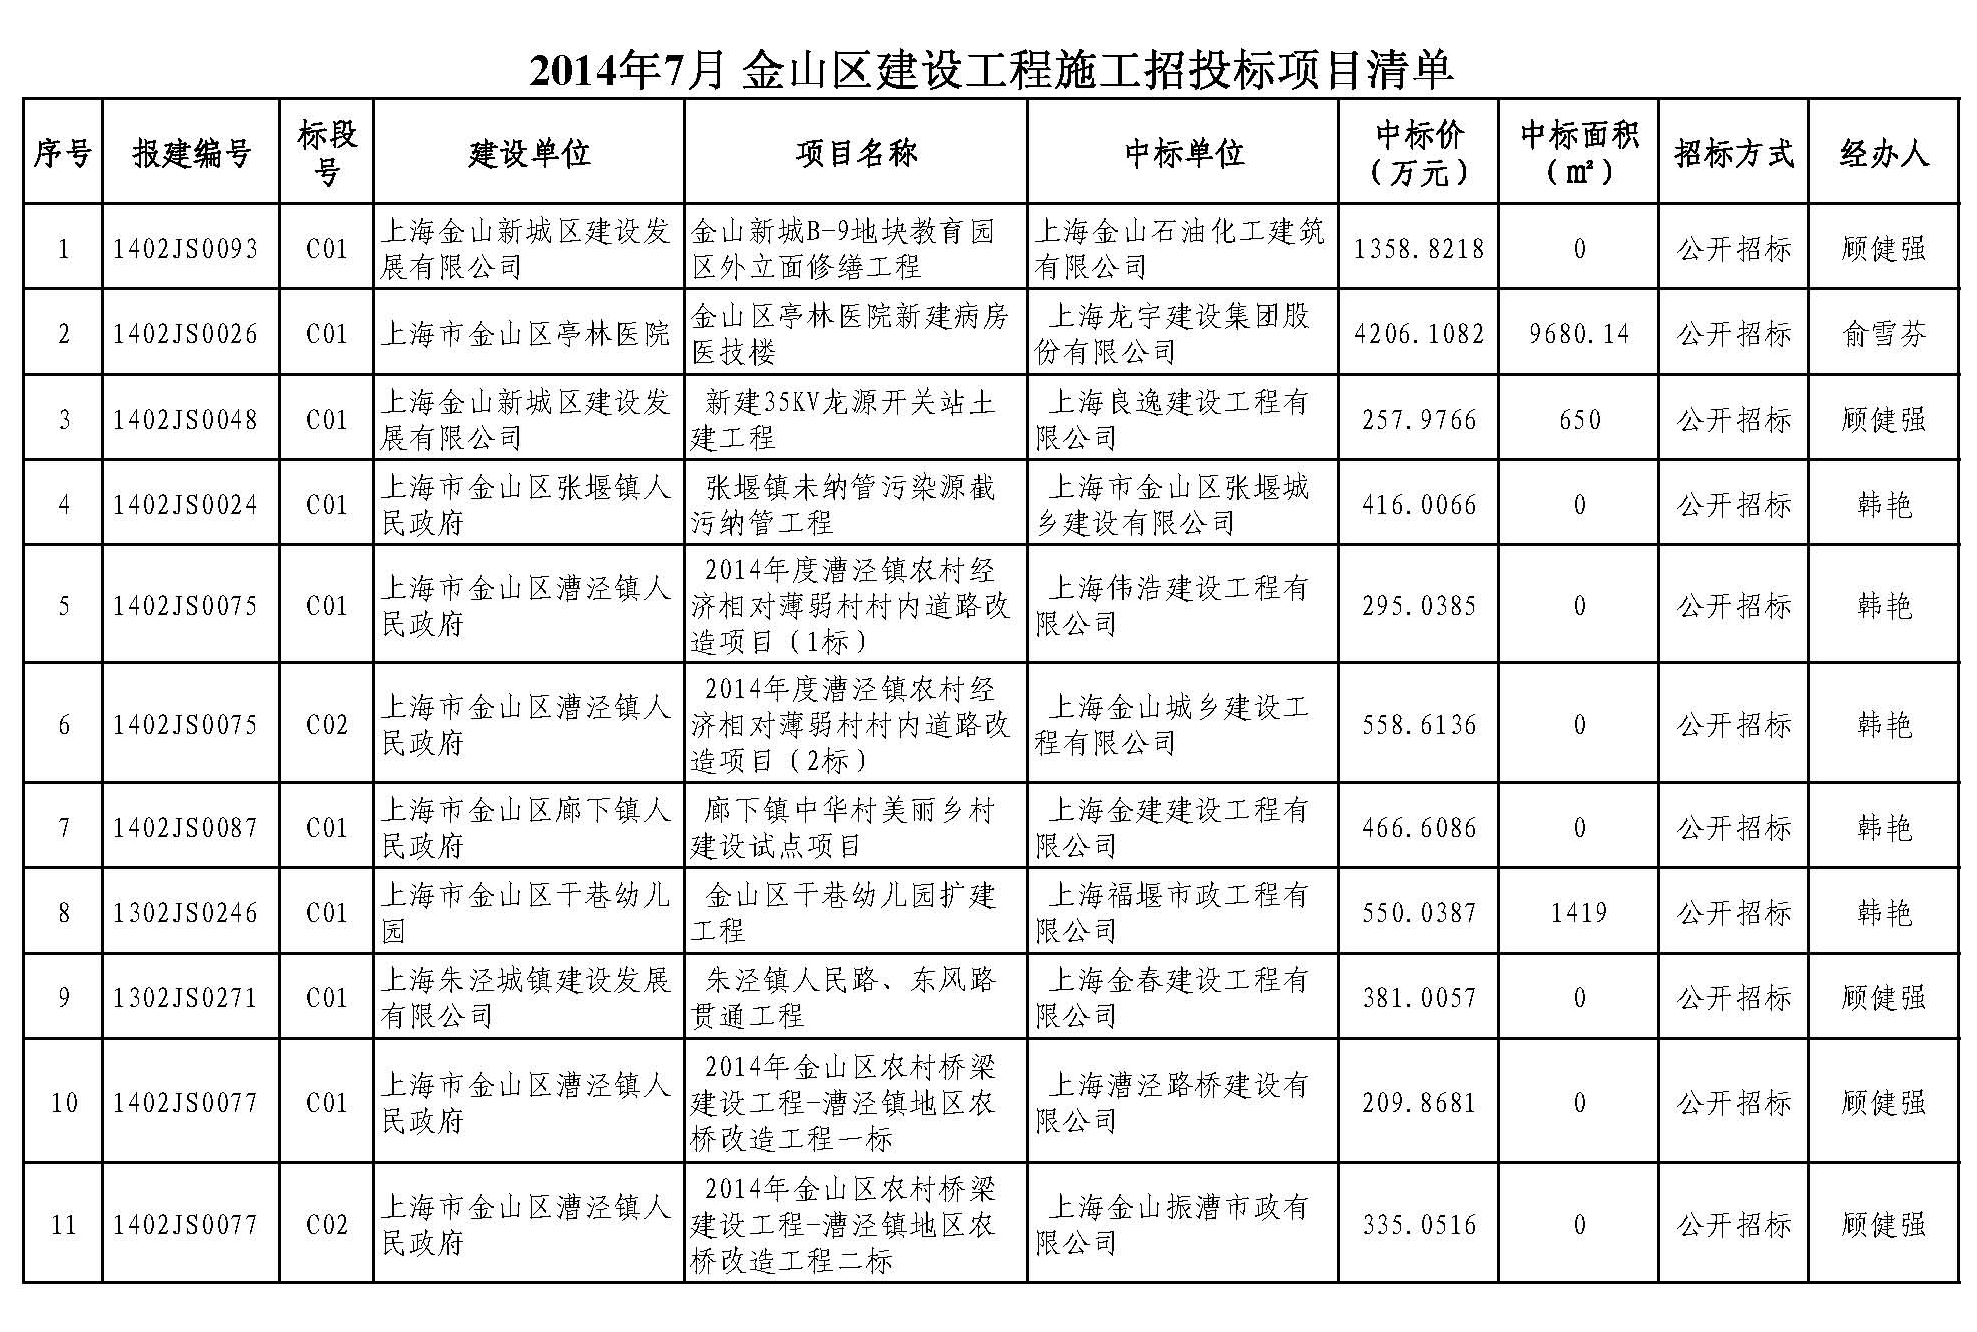 2014年7月 金山区建设工程施工招投标项目清单
序号 报建编号 标段号 建设单位 项目名称 中标单位 中标价（万元） 中标面积（㎡） 招标方式 经办人
1 1402JS0093 C01 上海金山新城区建设发展有限公司 金山新城B-9地块教育园区外立面修缮工程 上海金山石油化工建筑有限公司 1358.8218 0 公开招标 顾健强
2 1402JS0026 C01 上海市金山区亭林医院 金山区亭林医院新建病房医技楼 上海龙宇建设集团股份有限公司 4206.1082 9680.14 公开招标 俞雪芬
3 1402JS0048 C01 上海金山新城区建设发展有限公司 新建35KV龙源开关站土建工程 上海良逸建设工程有限公司 257.9766 650 公开招标 顾健强
4 1402JS0024 C01 上海市金山区张堰镇人民政府 张堰镇未纳管污染源截污纳管工程 上海市金山区张堰城乡建设有限公司 416.0066 0 公开招标 韩艳
5 1402JS0075 C01 上海市金山区漕泾镇人民政府 2014年度漕泾镇农村经济相对薄弱村村内道路改造项目（1标） 上海伟浩建设工程有限公司 295.0385 0 公开招标 韩艳
6 1402JS0075 C02 上海市金山区漕泾镇人民政府 2014年度漕泾镇农村经济相对薄弱村村内道路改造项目（2标） 上海金山城乡建设工程有限公司 558.6136 0 公开招标 韩艳
7 1402JS0087 C01 上海市金山区廊下镇人民政府 廊下镇中华村美丽乡村建设试点项目 上海金建建设工程有限公司 466.6086 0 公开招标 韩艳
8 1302JS0246 C01 上海市金山区干巷幼儿园 金山区干巷幼儿园扩建工程 上海福堰市政工程有限公司 550.0387 1419 公开招标 韩艳
9 1302JS0271 C01 上海朱泾城镇建设发展有限公司 朱泾镇人民路、东风路贯通工程 上海金春建设工程有限公司 381.0057 0 公开招标 顾健强
10 1402JS0077 C01 上海市金山区漕泾镇人民政府 2014年金山区农村桥梁建设工程-漕泾镇地区农桥改造工程一标 上海漕泾路桥建设有限公司 209.8681 0 公开招标 顾健强
11 1402JS0077 C02 上海市金山区漕泾镇人民政府 2014年金山区农村桥梁建设工程-漕泾镇地区农桥改造工程二标 上海金山振漕市政有限公司 335.0516 0 公开招标 顾健强